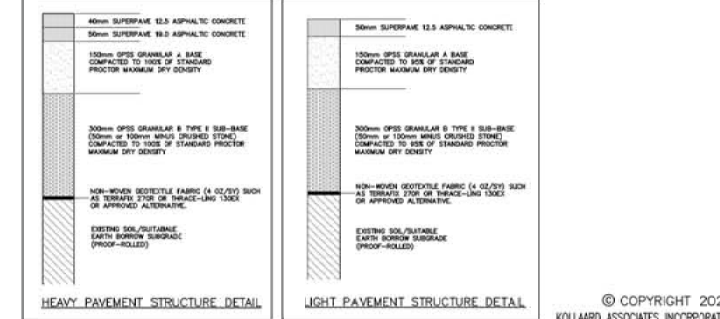 40mm SUPERPAVE 12.5 ASPHALTIC CONCRETE
50mm SUPERPAVE 19.0 ASPHALTIC CONCRETE
150mm OPSS GRANULAR A BASE
COMPACTED TO 100% OF STANDARD
PROCTOR MAXIMUM DRY DENSITY
300mm OPSS GRANULAR B TYPE II SUB-BASE
(50mm or 100mm MINUS CRUSHED STONE)
COMPACTED TO 100% OF STANDARD PROCTOR
MAXIMUM DRY DENSITY
NON-WOVEN GEOTEXTILE FABRIC (4 OZ/SY) SUCH
AS TERRAFIX 270R OR THRACE-LINQ 130EX
OR APPROVED ALTERNATIVE.
EXISTING SOIL/SUITABLE
EARTH BORROW SUBGRADE
(PROOF-ROLLED)
HEAVY PAVEMENT STRUCTURE DETAIL
50mm SUPERPAVE 12.5 ASPHALTIC CONCRETE
150mm OPSS GRANULAR A BASE
COMPACTED TO 95% OF STANDARD
PROCTOR MAXIMUM DRY DENSITY
300mm OPSS GRANULAR B TYPE II SUB-BASE
(50mm or 100mm MINUS CRUSHED STONE)
COMPACTED TO 95% OF STANDARD PROCTOR
MAXIMUM DRY DENSITY
NON-WOVEN GEOTEXTILE FABRIC (4 OZ/SY) SUCH
AS TERRAFIX 270R OR THRACE-LINQ 130EX
OR APPROVED ALTERNATIVE.
EXISTING SOIL/SUITABLE
EARTH BORROW SUBGRADE
(PROOF-ROLLED)
LIGHT PAVEMENT STRUCTURE DETAIL
© COPYRIGHT 202
KOLLAARD ASSOCIATES INCORPORAT